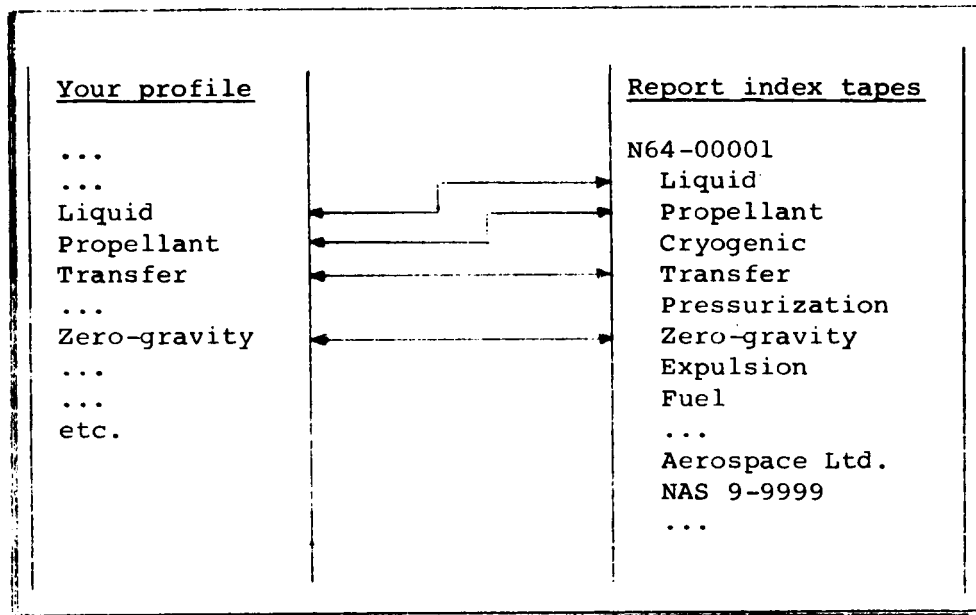 Your profile
...
...
Liquid
Propellant
Transfer
...
Zero-gravity
...
...
etc.
Report index tapes
N64-00001
Liquid
Propellant
Cryogenic
Transfer
Pressurization
Zero-gravity
Expulsion
Fuel
...
Aerospace Ltd.
NAS 9-9999
...